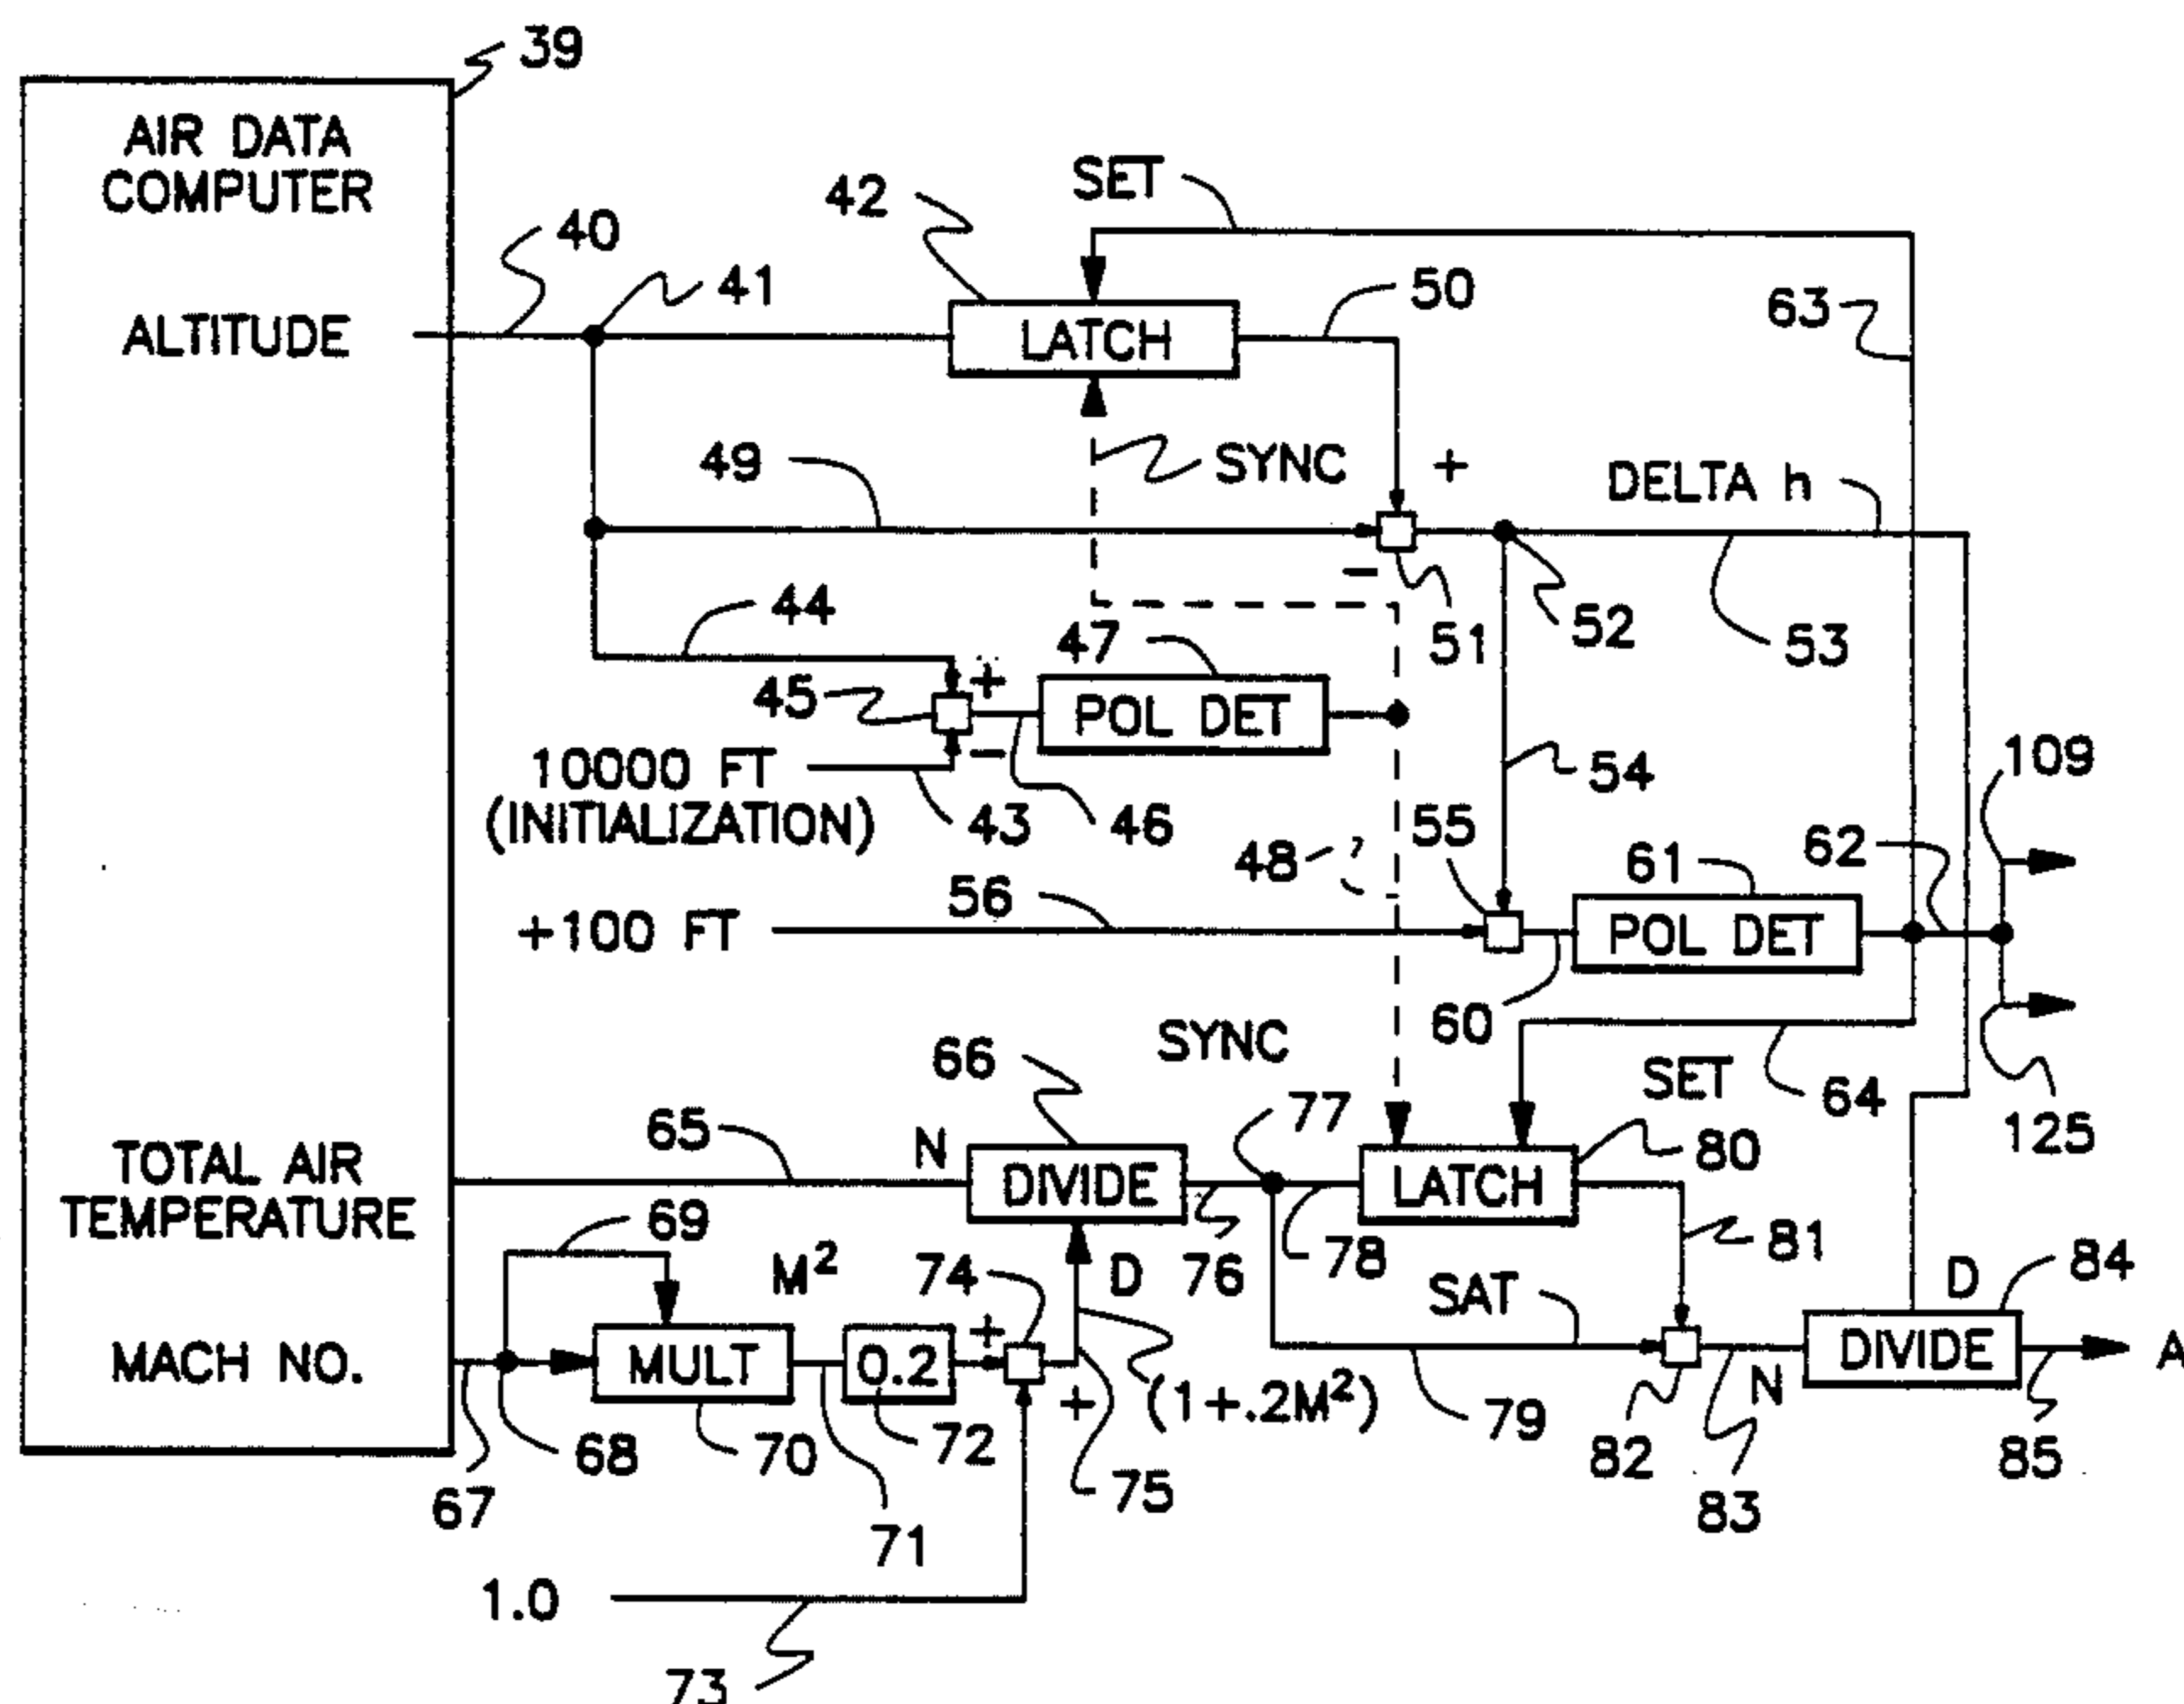 39
AIR DATA
COMPUTER
40
ALTITUDE
41
42
SET
LATCH
50
63
49
SYNC
+
DELTA h
-
51
52
53
44
47
45
+
POL DET
-
10000 FT
(INITIALIZATION)
43
46
54
109
48
55
61
62
+100 FT
56
POL DET
60
SYNC
SET
64
125
66
77
80
65
N
DIVIDE
LATCH
TOTAL AIR
TEMPERATURE
69
M²
74
D
76
78
SAT
81
D
84
MACH NO.
MULT
0.2
+
+
(1+.2M²)
79
82
N
83
DIVIDE
A
85
67
68
70
71
72
75
1.0
73